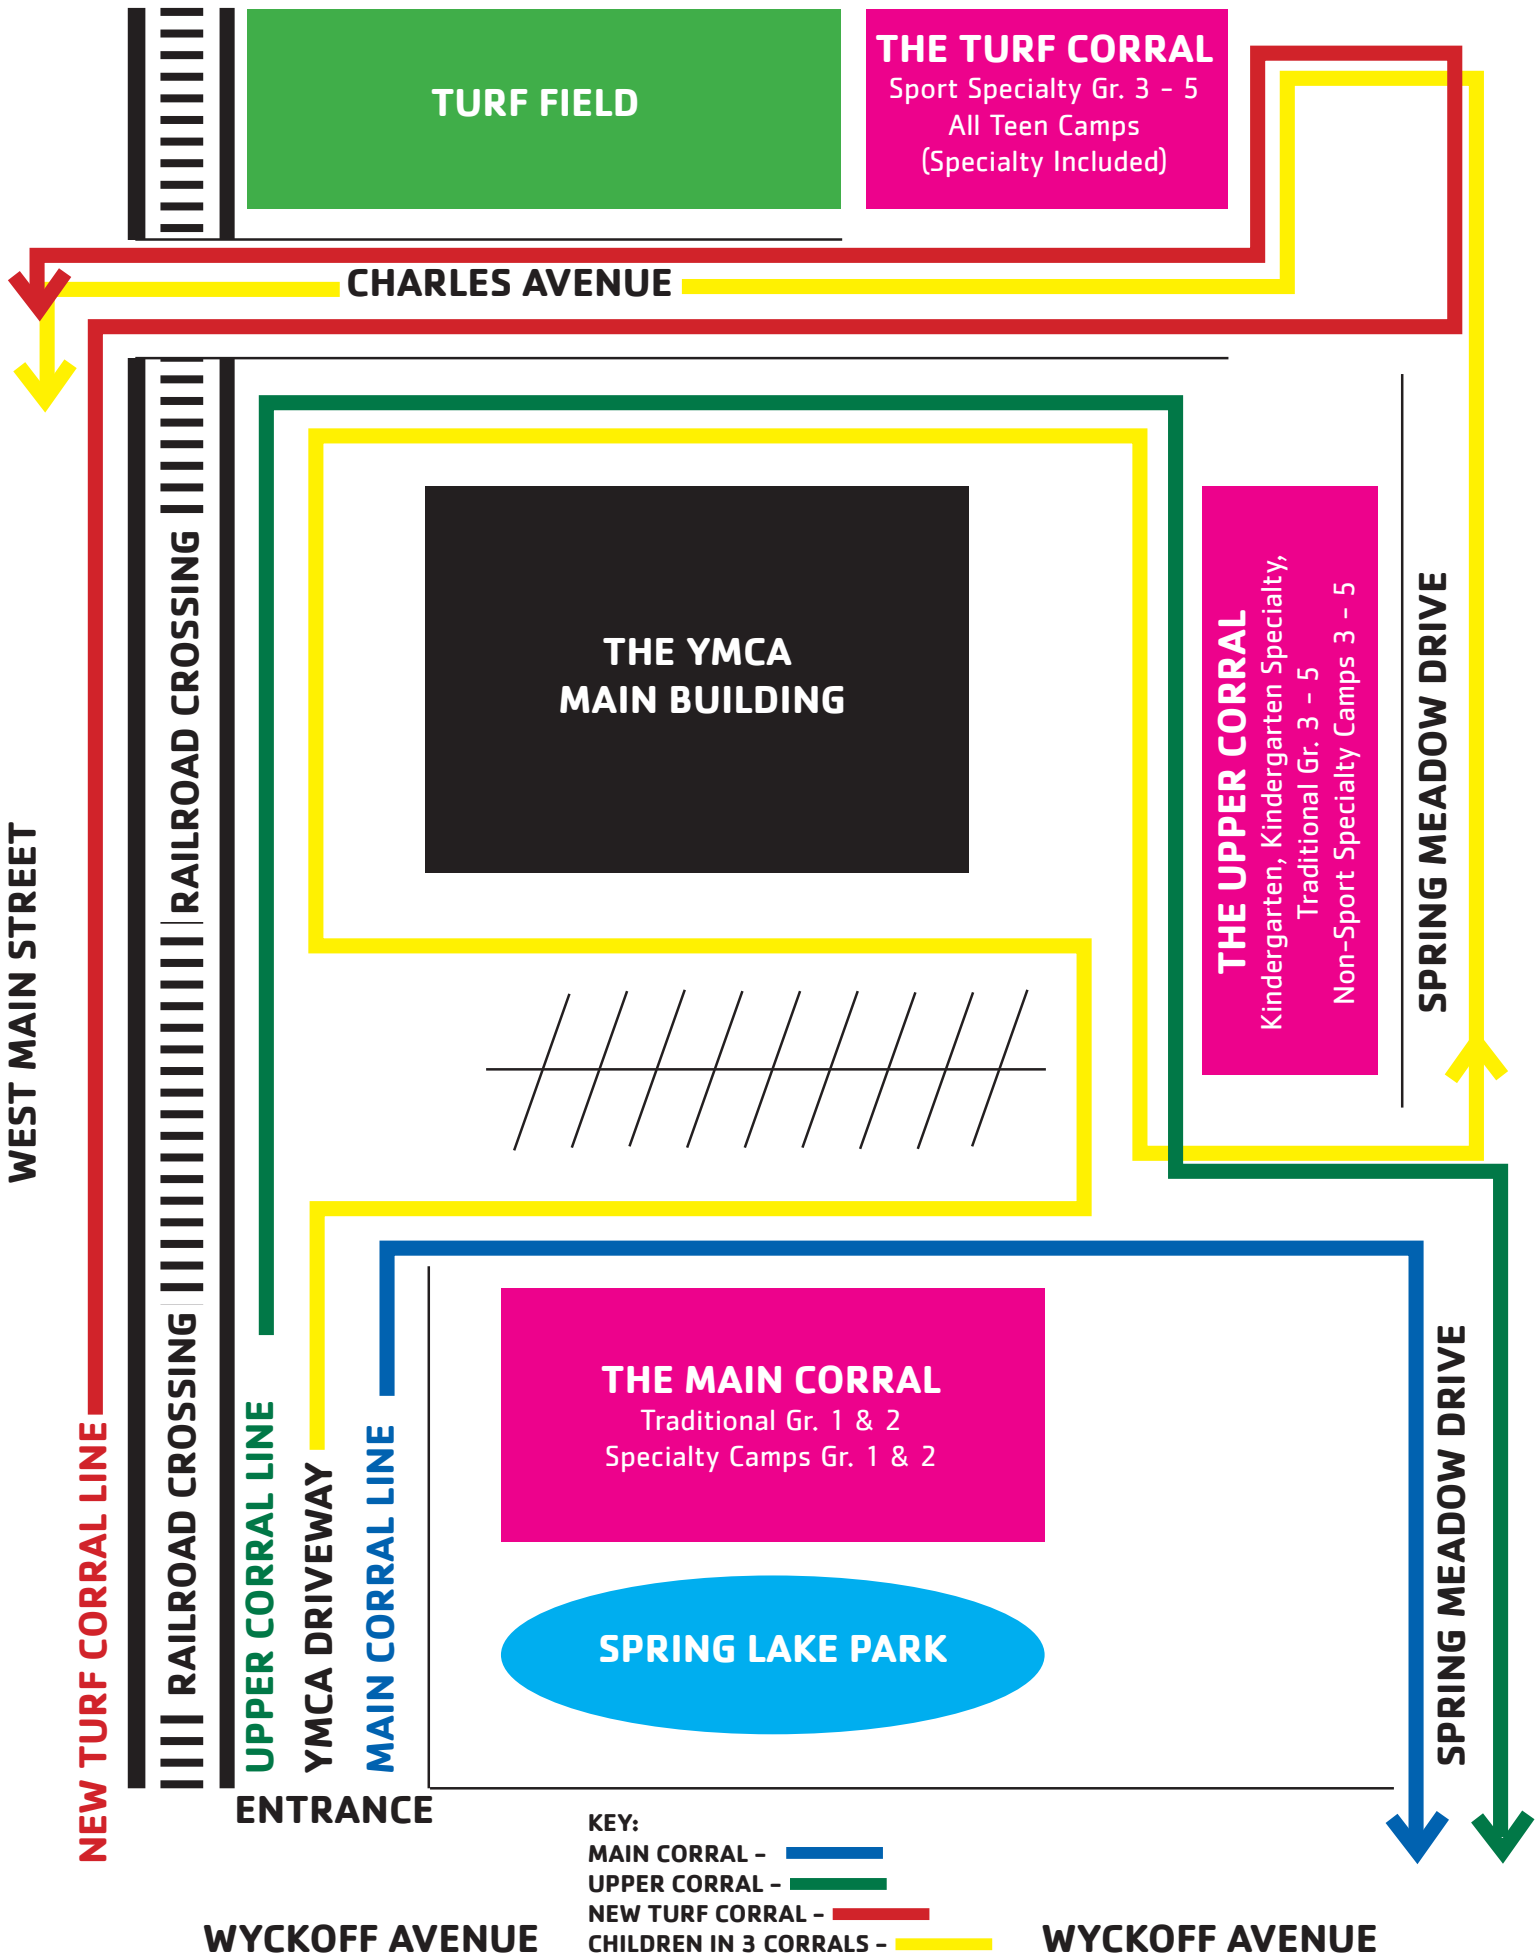 TURF FIELD
THE TURF CORRAL
Sport Specialty Gr. 3 - 5
All Teen Camps
(Specialty Included)
CHARLES AVENUE
WEST MAIN STREET
RAILROAD CROSSING
THE YMCA
MAIN BUILDING
THE UPPER CORRAL
Kindergarten, Kindergarten Specialty,
Traditional Gr. 3 - 5
Non-Sport Specialty Camps 3 - 5
SPRING MEADOW DRIVE
NEW TURF CORRAL LINE
RAILROAD CROSSING
UPPER CORRAL LINE
YMCA DRIVEWAY
MAIN CORRAL LINE
THE MAIN CORRAL
Traditional Gr. 1 & 2
Specialty Camps Gr. 1 & 2
SPRING LAKE PARK
SPRING MEADOW DRIVE
ENTRANCE
KEY:
MAIN CORRAL -
UPPER CORRAL -
NEW TURF CORRAL -
CHILDREN IN 3 CORRALS -
WYCKOFF AVENUE
WYCKOFF AVENUE